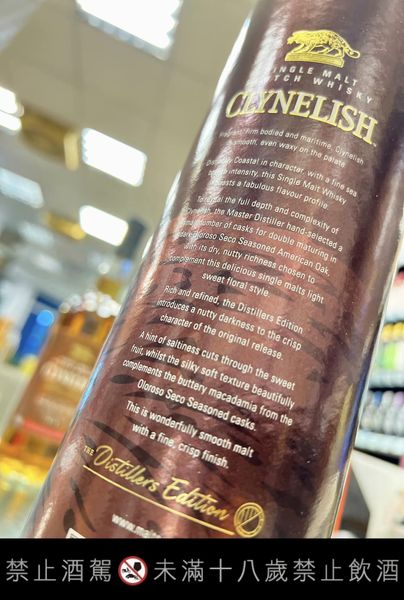 SINGLE MALT
SCOTCH WHISKY
CLYNELISH
Fragrant, firm bodied and maritime, Clynelish
smooth, even waxy on the palate
Distinctly Coastal in character, with a fine sea
intensity, this Single Malt Whisky
a fabulous flavour profile
To reveal the full depth and complexity of
Clynelish, the Master Distiller hand-selected a
small number of casks for double maturing in
rare Oloroso Seco Seasoned American Oak,
with its dry, nutty richness chosen to
complement this delicious single malts light
sweet floral style.
Rich and refined, the Distillers Edition
introduces a nutty darkness to the crisp
character of the original release.
A hint of saltiness cuts through the sweet
fruit, whilst the silky soft texture beautifully
complements the buttery macadamia from the
Oloroso Seco Seasoned casks.
This is wonderfully smooth malt
with a fine, crisp finish.
THE Distillers Edition
禁止酒駕 未滿十八歲禁止飲酒